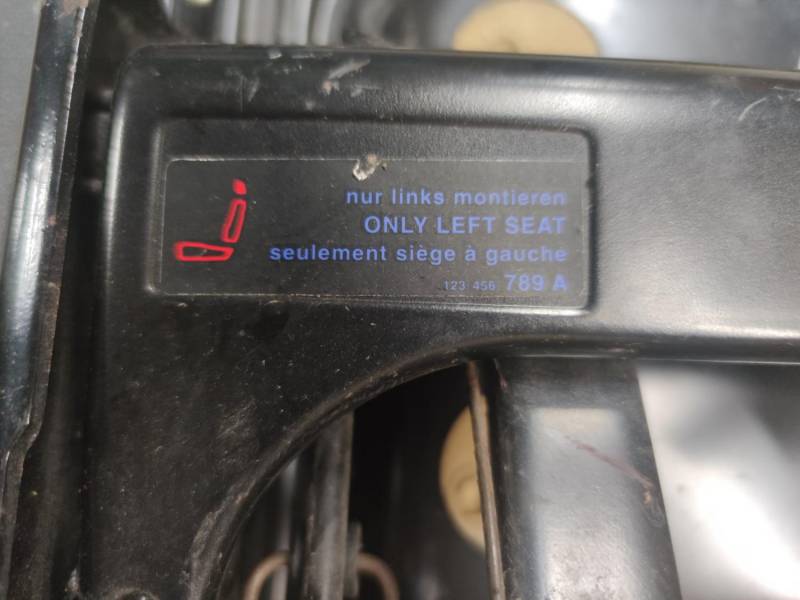 nur links montieren
ONLY LEFT SEAT
seulement siège à gauche
123 456 789 A